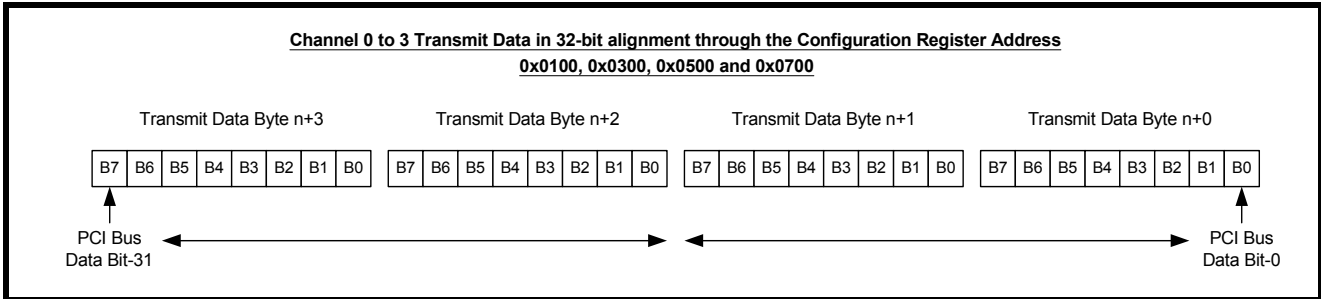 Channel 0 to 3 Transmit Data in 32-bit alignment through the Configuration Register Address
0x0100, 0x0300, 0x0500 and 0x0700
Transmit Data Byte n+3 Transmit Data Byte n+2 Transmit Data Byte n+1 Transmit Data Byte n+0
B7 B6 B5 B4 B3 B2 B1 B0 B7 B6 B5 B4 B3 B2 B1 B0 B7 B6 B5 B4 B3 B2 B1 B0 B7 B6 B5 B4 B3 B2 B1 B0
PCI Bus PCI Bus
Data Bit-31 Data Bit-0